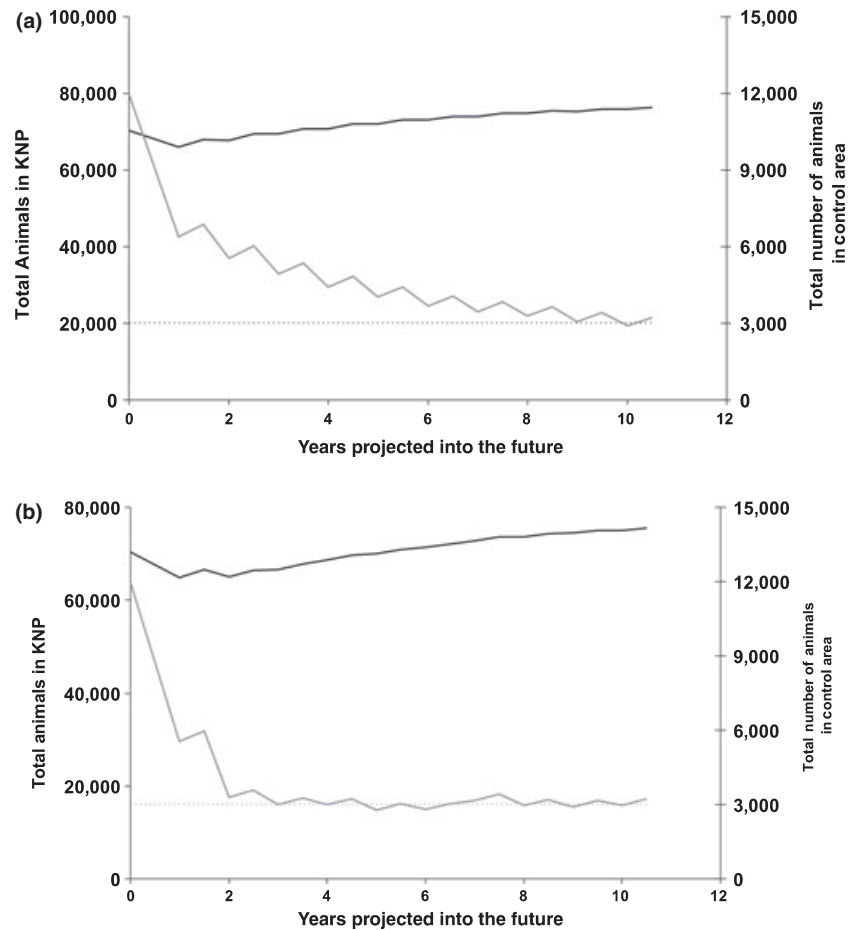 (a)
100,000
80,000
60,000
40,000
20,000
0
Total Animals in KNP
15,000
12,000
9,000
6,000
3,000
0
Total number of animals
in control area
0 2 4 6 8 10 12
Years projected into the future
(b)
80,000
60,000
40,000
20,000
0
Total animals in KNP
15,000
12,000
9,000
6,000
3,000
0
Total number of animals
in control area
0 2 4 6 8 10 12
Years projected into the future